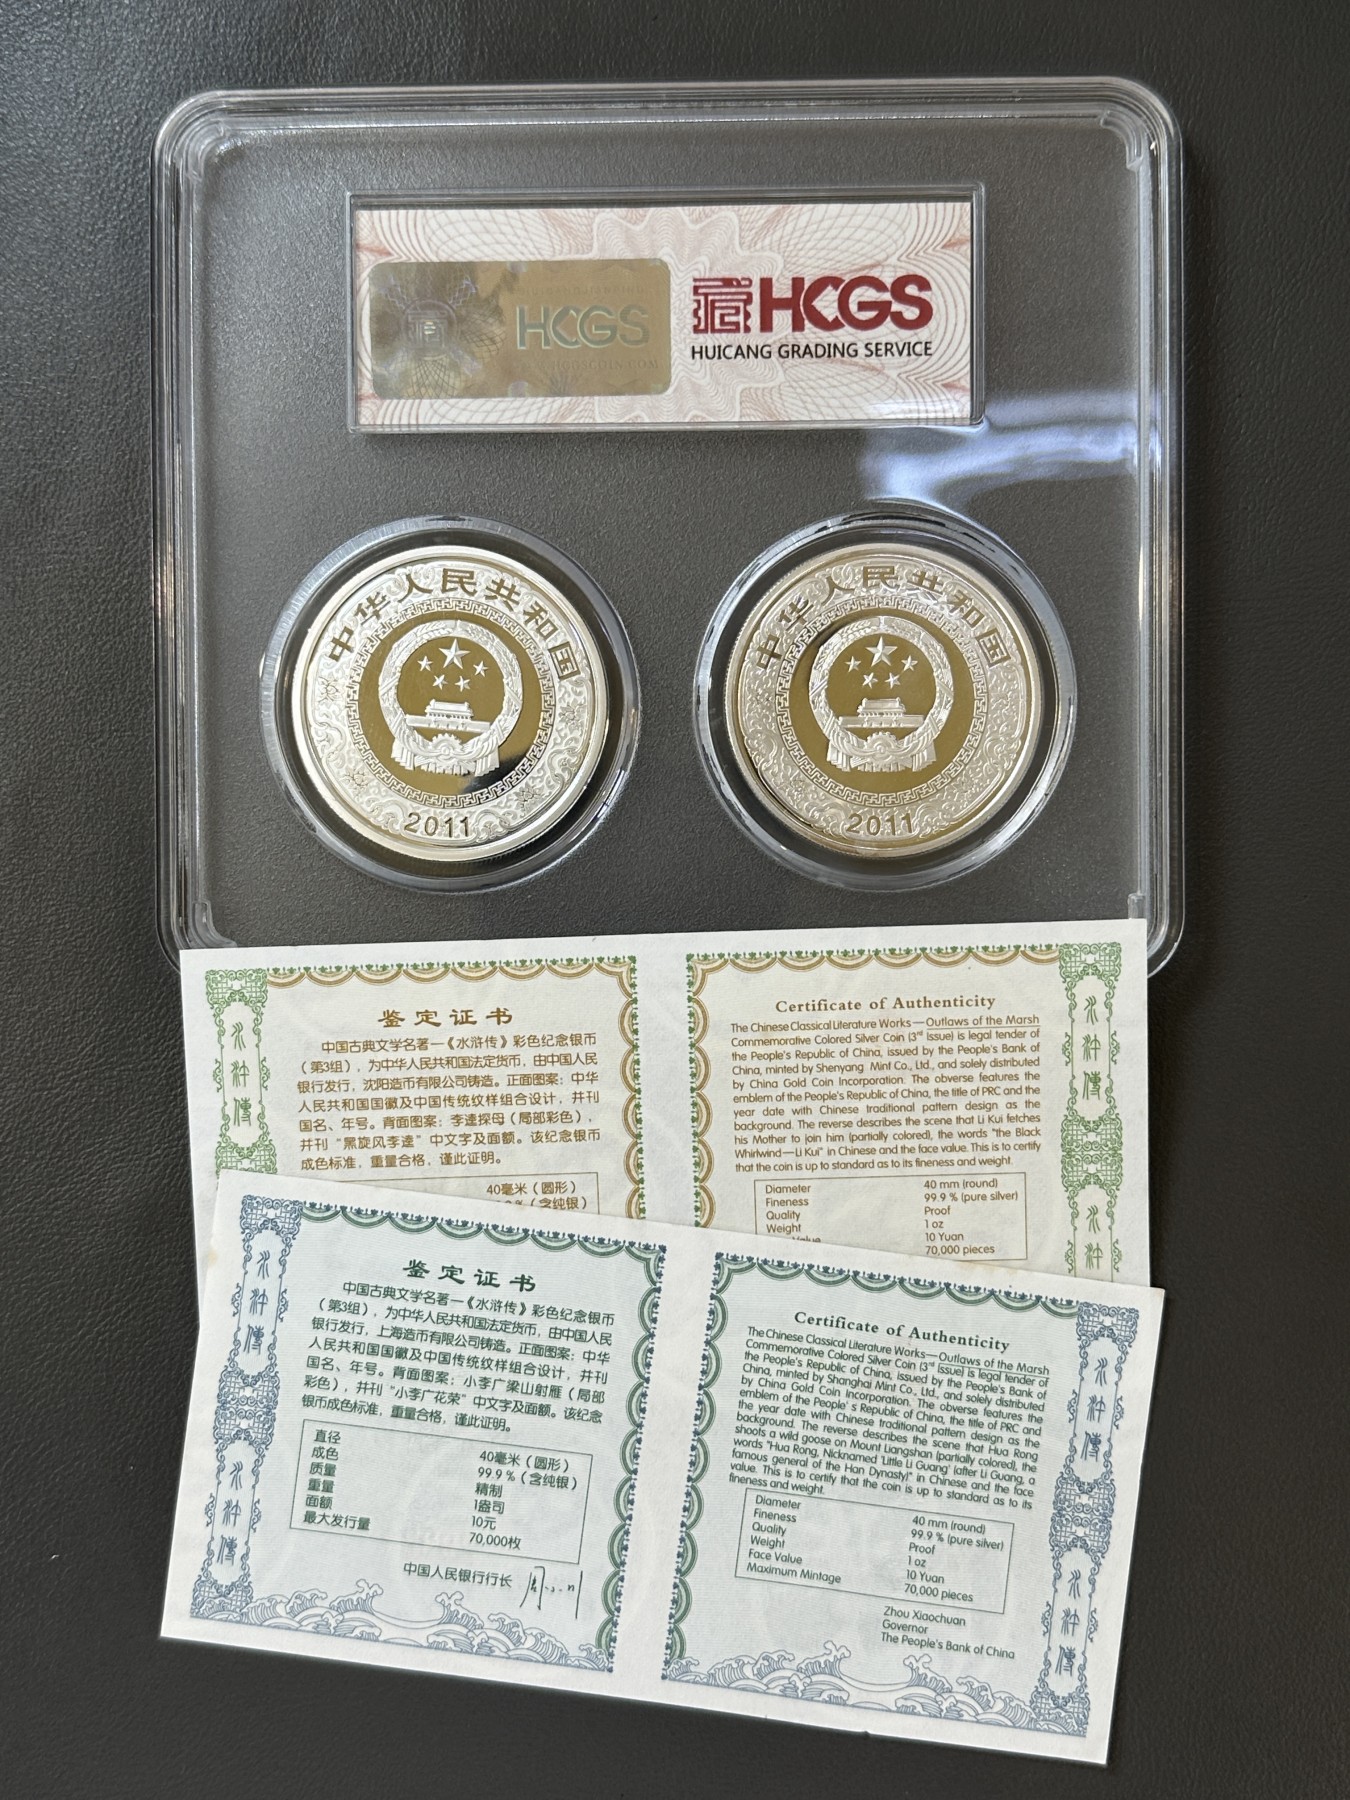 HCGS
HCGSCOIN.COM
HCGS
HUICANG GRADING SERVICE
中华人民共和国
2011
中华人民共和国
2011
鉴定证书
中国古典文学名著—《水浒传》彩色纪念银币
（第3组），为中华人民共和国法定货币，由中国人民
银行发行，沈阳造币有限公司铸造。正面图案：中华
人民共和国国徽及中国传统纹样组合设计，并刊
国名、年号。背面图案：李逵探母（局部彩色），
并刊“黑旋风李逵”中文字及面额。该纪念银币
成色标准，重量合格，谨此证明。
40毫米（圆形）
（含纯银）
Certificate of Authenticity
The Chinese Classical Literature Works—Outlaws of the Marsh
Commemorative Colored Silver Coin (3rd issue) is legal tender of
the People's Republic of China, issued by the People's Bank of
China, minted by Shenyang Mint Co., Ltd., and solely distributed
by China Gold Coin Incorporation. The obverse features the
emblem of the People's Republic of China, the title of PRC and the
year date with Chinese traditional pattern design as the
background. The reverse describes the scene that Li Kui fetches
his Mother to join him (partially colored), the words "the Black
Whirlwind—Li Kui" in Chinese and the face value. This is to certify
that the coin is up to standard as to its fineness and weight.
Diameter 40 mm (round)
Fineness 99.9 % (pure silver)
Quality Proof
Weight 1 oz
Value 10 Yuan
70,000 pieces
水浒傳
水浒傳
水浒
鉴定证书
中国古典文学名著—《水浒传》彩色纪念银币
（第3组），为中华人民共和国法定货币，由中国人民
银行发行，上海造币有限公司铸造。正面图案：中华
人民共和国国徽及中国传统纹样组合设计，并刊
国名、年号。背面图案：小李广梁山射雁（局部
彩色），并刊“小李广花荣”中文字及面额。该纪念
银币成色标准，重量合格，谨此证明。
直径 40毫米（圆形）
成色 99.9%（含纯银）
质量 精制
重量 1盎司
面额 10元
最大发行量 70,000枚
中国人民银行行长
Certificate of Authenticity
The Chinese Classical Literature Works—Outlaws of the Marsh
Commemorative Colored Silver Coin (3rd issue) is legal tender of
the People's Republic of China, issued by the People's Bank of
China, minted by Shanghai Mint Co., Ltd., and solely distributed
by China Gold Coin Incorporation. The obverse features the
emblem of the People' s Republic of China, the title of PRC and
the year date with Chinese traditional pattern design as the
background. The reverse describes the scene that Hua Rong
shoots a wild goose on Mount Liangshan (partially colored), the
words "Hua Rong, Nicknamed 'Little Li Guang' (after Li Guang, a
famous general of the Han Dynasty)" in Chinese and the face
value. This is to certify that the coin is up to standard as to its
fineness and weight.
Diameter 40 mm (round)
Fineness 99.9 % (pure silver)
Quality Proof
Weight 1 oz
Face Value 10 Yuan
Maximum Mintage 70,000 pieces
Zhou Xiaochuan
Governor
The People's Bank of China
水浒傳
水浒傳
水浒傳
水浒傳